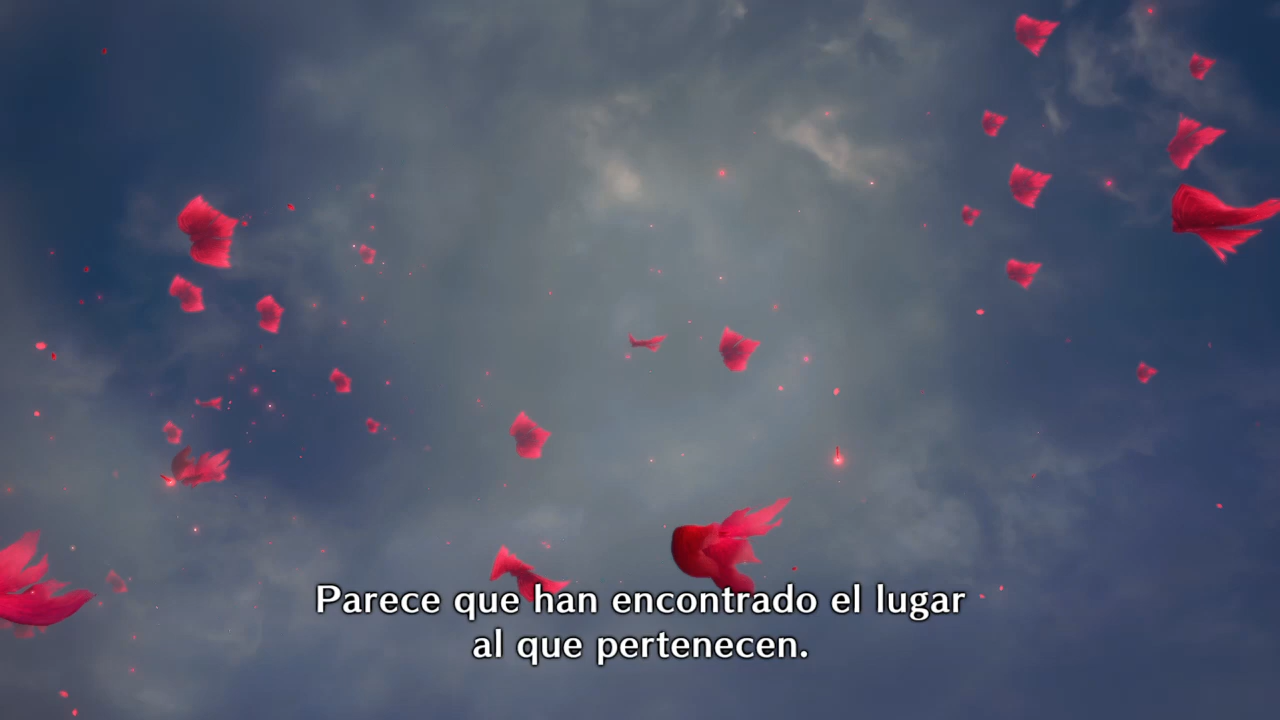 Parece que han encontrado el lugar
al que pertenecen.